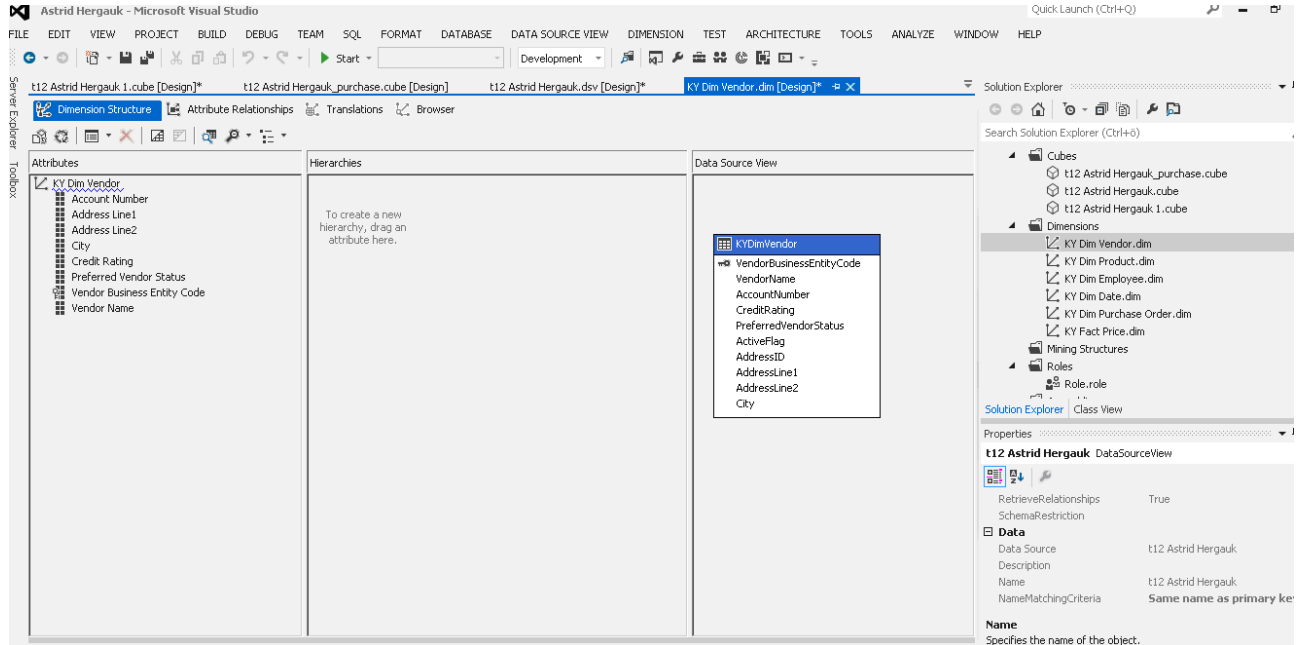 Astrid Hergauk - Microsoft Visual Studio
Quick Launch (Ctrl+Q)
FILE EDIT VIEW PROJECT BUILD DEBUG TEAM SQL FORMAT DATABASE DATA SOURCE VIEW DIMENSION TEST ARCHITECTURE TOOLS ANALYZE WINDOW HELP
Start Development
Server Explorer
Toolbox
t12 Astrid Hergauk 1.cube [Design]* t12 Astrid Hergauk_purchase.cube [Design] t12 Astrid Hergauk.dsv [Design]* KY Dim Vendor.dim [Design]*
Dimension Structure Attribute Relationships Translations Browser
Attributes
KY Dim Vendor
Account Number
Address Line1
Address Line2
City
Credit Rating
Preferred Vendor Status
Vendor Business Entity Code
Vendor Name
Hierarchies
To create a new
hierarchy, drag an
attribute here.
Data Source View
KYDimVendor
VendorBusinessEntityCode
VendorName
AccountNumber
CreditRating
PreferredVendorStatus
ActiveFlag
AddressID
AddressLine1
AddressLine2
City
Solution Explorer
Search Solution Explorer (Ctrl+ö)
Cubes
t12 Astrid Hergauk_purchase.cube
t12 Astrid Hergauk.cube
t12 Astrid Hergauk 1.cube
Dimensions
KY Dim Vendor.dim
KY Dim Product.dim
KY Dim Employee.dim
KY Dim Date.dim
KY Dim Purchase Order.dim
KY Fact Price.dim
Mining Structures
Roles
Role.role
Solution Explorer Class View
Properties
t12 Astrid Hergauk DataSourceView
RetrieveRelationships True
SchemaRestriction
Data
Data Source t12 Astrid Hergauk
Description
Name t12 Astrid Hergauk
NameMatchingCriteria Same name as primary ke
Name
Specifies the name of the object.